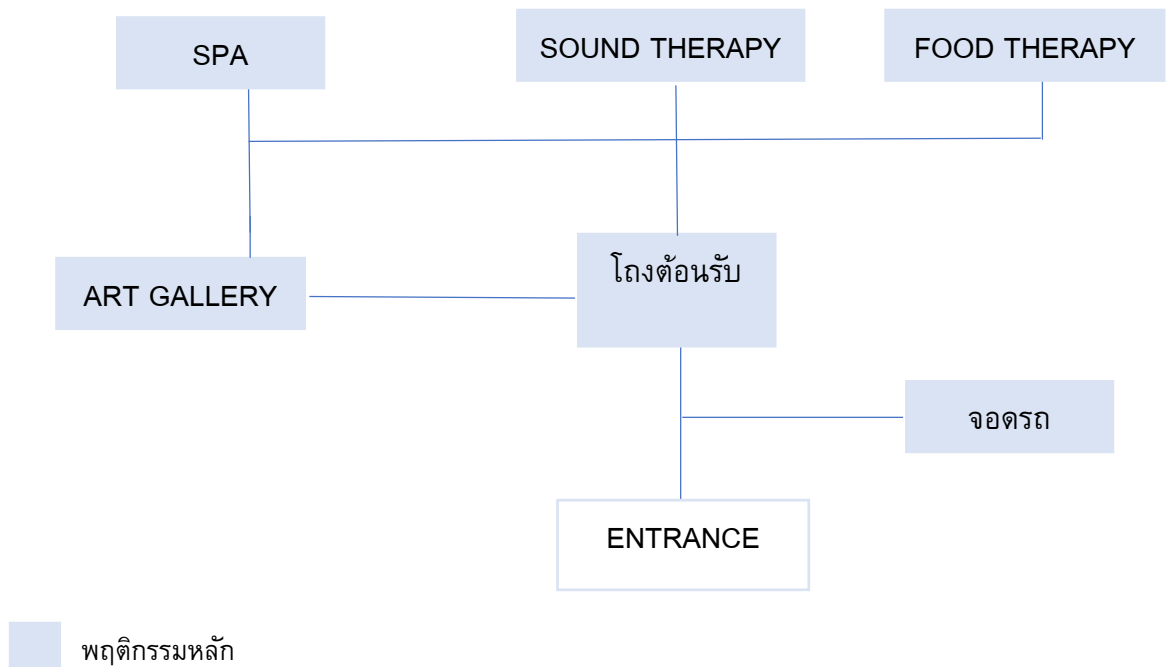 SPA
SOUND THERAPY
FOOD THERAPY
ART GALLERY
โถงต้อนรับ
จอดรถ
ENTRANCE
พฤติกรรมหลัก